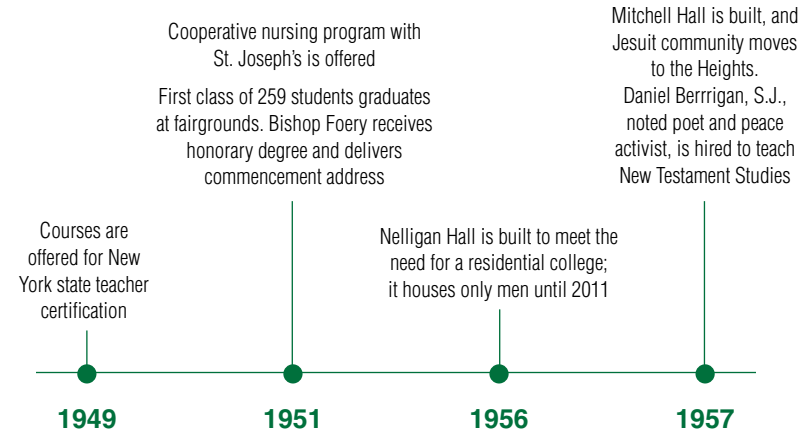 Courses are
offered for New
York state teacher
certification
1949
Cooperative nursing program with
St. Joseph's is offered
First class of 259 students graduates
at fairgrounds. Bishop Foery receives
honorary degree and delivers
commencement address
1951
Nelligan Hall is built to meet the
need for a residential college;
it houses only men until 2011
1956
Mitchell Hall is built, and
Jesuit community moves
to the Heights.
Daniel Berrrigan, S.J.,
noted poet and peace
activist, is hired to teach
New Testament Studies
1957